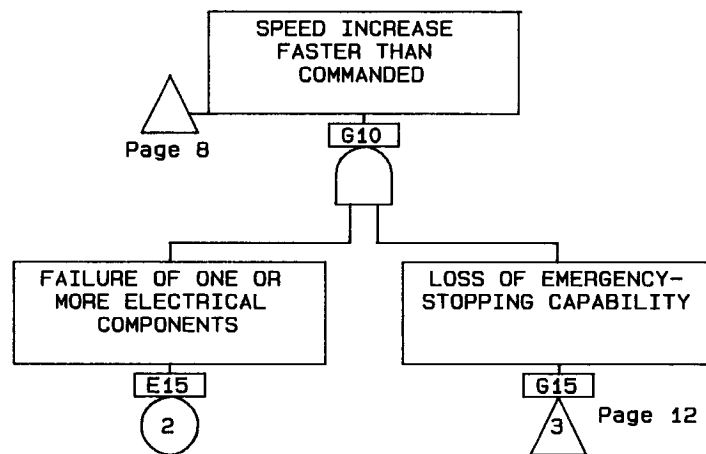 SPEED INCREASE
FASTER THAN
COMMANDED
Page 8
G10
FAILURE OF ONE OR
MORE ELECTRICAL
COMPONENTS
LOSS OF EMERGENCY-
STOPPING CAPABILITY
E15
G15
2
3
Page 12